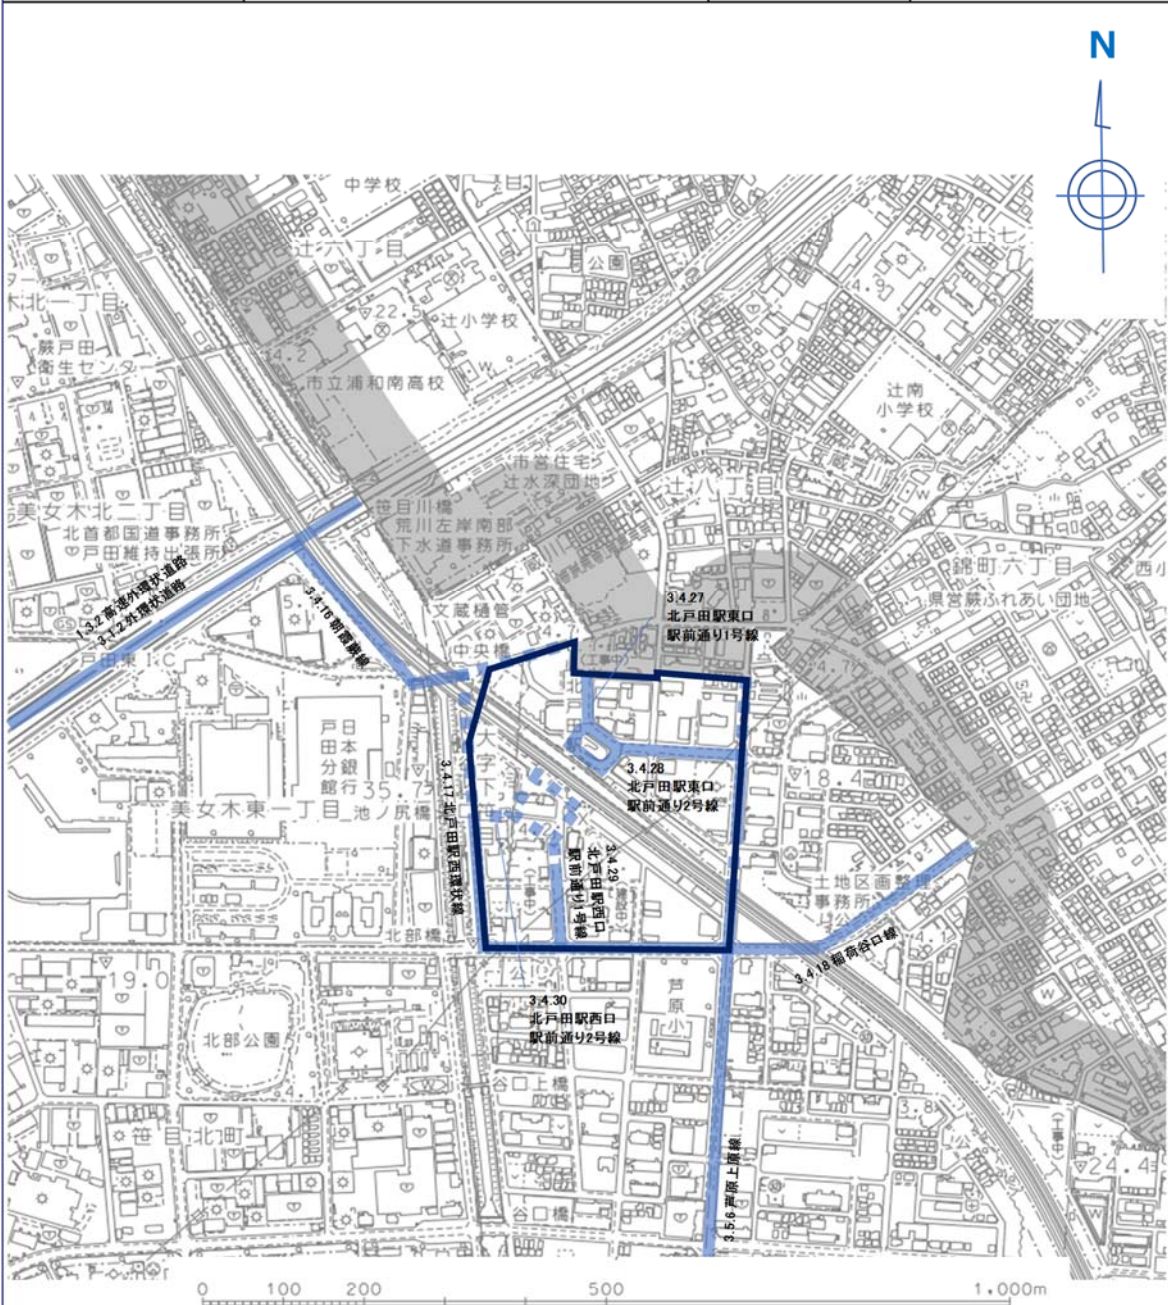 N
中学校
辻六丁目
公園
辻七
4.9
木北一丁目
22.5
辻小学校
蕨戸田
衛生センター
4.2
市立浦和南高校
辻南
小学校
市営住宅
辻水深団地
文蔵
辻八丁目
美女木北二丁目
北首都国道事務所
戸田維持出張所
笹目川橋
荒川左岸南部
下水道事務所
錦町六丁目
県営蕨ふれあい団地
西小
1.3.2 高速外環状道路
3.1.2 外環状道路
3.4.16 朝霞蕨線
文蔵樋管
中央橋
3.4.27
北戸田駅東口
駅前通り1号線
戸田東IC
日本銀行
戸田分館
35.7
3.4.28
北戸田駅東口
駅前通り2号線
18.4
美女木東一丁目
池ノ尻橋
3.4.17 北戸田駅西環状線
3.4.29
北戸田駅西口
駅前通り1号線
土地区画整理
事務所
北部橋
3.4.18 稲荷谷口線
19.0
芦原小
3.4.30
北戸田駅西口
駅前通り2号線
北部公園
谷口上橋
3.8
笹目北町
3.5.6 芦原上原線
24.4
谷口橋
0 100 200 500 1,000m